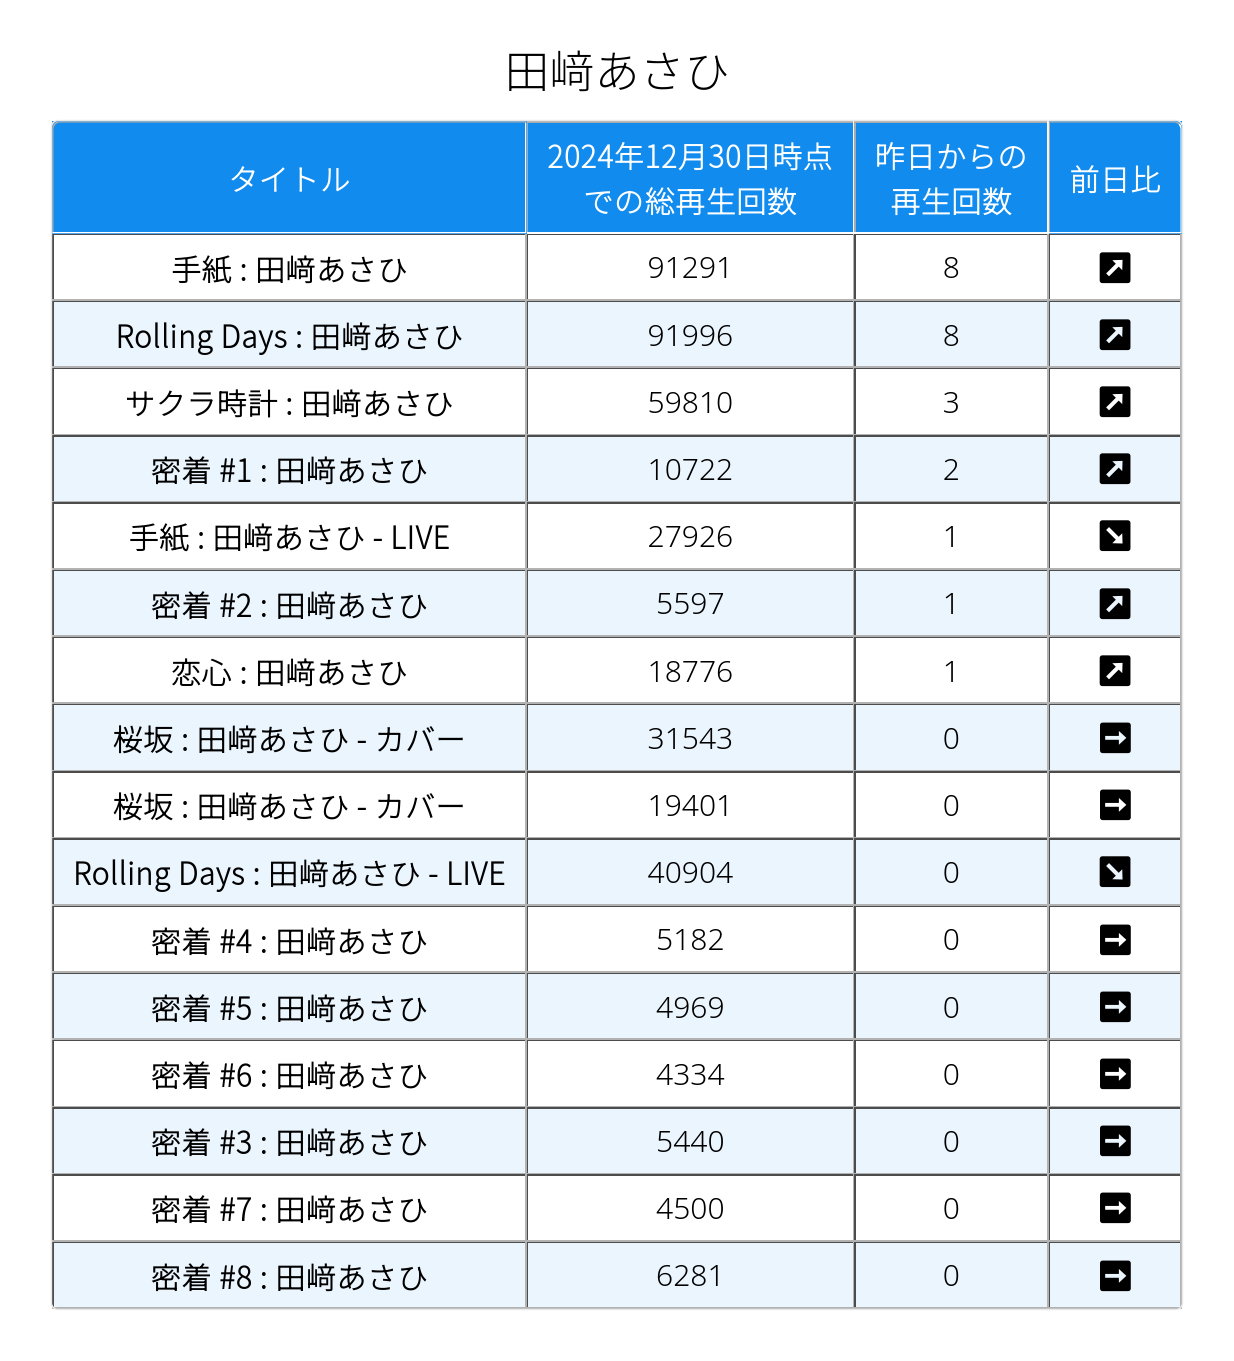 田﨑あさひ
タイトル 2024年12月30日時点 昨日からの 前日比
での総再生回数 再生回数
手紙 : 田﨑あさひ 91291 8 ↗
Rolling Days : 田﨑あさひ 91996 8 ↗
サクラ時計 : 田﨑あさひ 59810 3 ↗
密着 #1 : 田﨑あさひ 10722 2 ↗
手紙 : 田﨑あさひ - LIVE 27926 1 ↘
密着 #2 : 田﨑あさひ 5597 1 ↗
恋心 : 田﨑あさひ 18776 1 ↗
桜坂 : 田﨑あさひ - カバー 31543 0 →
桜坂 : 田﨑あさひ - カバー 19401 0 →
Rolling Days : 田﨑あさひ - LIVE 40904 0 ↘
密着 #4 : 田﨑あさひ 5182 0 →
密着 #5 : 田﨑あさひ 4969 0 →
密着 #6 : 田﨑あさひ 4334 0 →
密着 #3 : 田﨑あさひ 5440 0 →
密着 #7 : 田﨑あさひ 4500 0 →
密着 #8 : 田﨑あさひ 6281 0 →